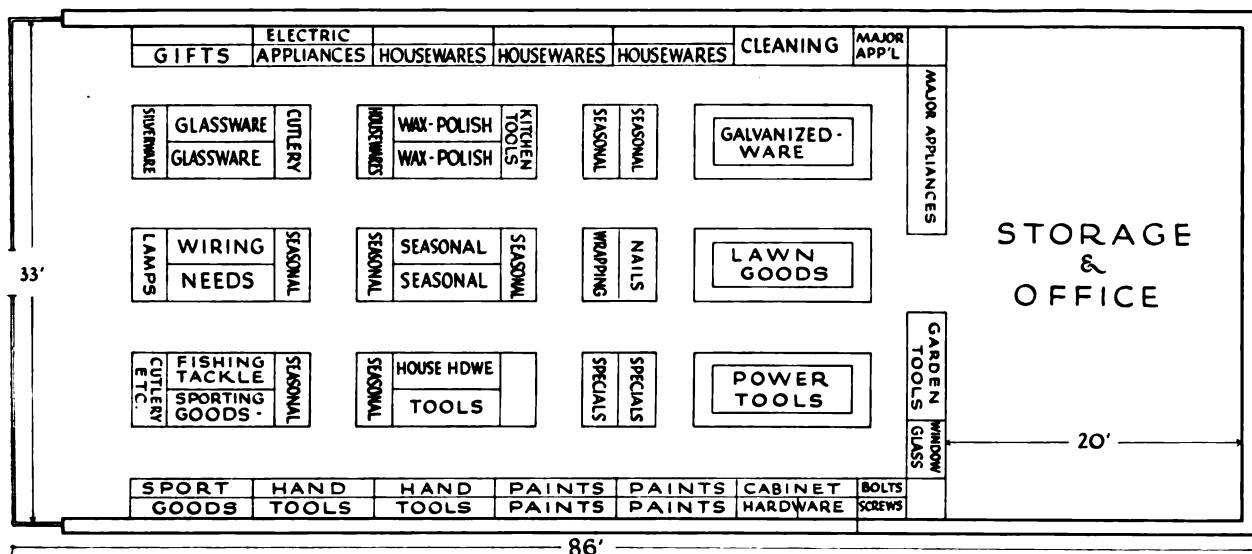 ELECTRIC
MAJOR
APP'L
GIFTS
APPLIANCES
HOUSEWARES
HOUSEWARES
HOUSEWARES
CLEANING
SILVERWARE
GLASSWARE
GLASSWARE
CUTLERY
HOUSEWARES
WAX-POLISH
WAX-POLISH
KITCHEN
TOOLS
SEASONAL
SEASONAL
GALVANIZED-
WARE
MAJOR APPLIANCES
LAMPS
WIRING
NEEDS
SEASONAL
SEASONAL
SEASONAL
SEASONAL
SEASONAL
WRAPPING
NAILS
LAWN
GOODS
STORAGE
&
OFFICE
33'
CUTLERY
ETC.
FISHING
TACKLE
SPORTING
GOODS-
SEASONAL
SEASONAL
HOUSE HDWE
TOOLS
SPECIALS
SPECIALS
POWER
TOOLS
GARDEN
TOOLS
WINDOW
GLASS
20'
SPORT
GOODS
HAND
TOOLS
HAND
TOOLS
PAINTS
PAINTS
PAINTS
PAINTS
CABINET
HARDWARE
BOLTS
SCREWS
86'